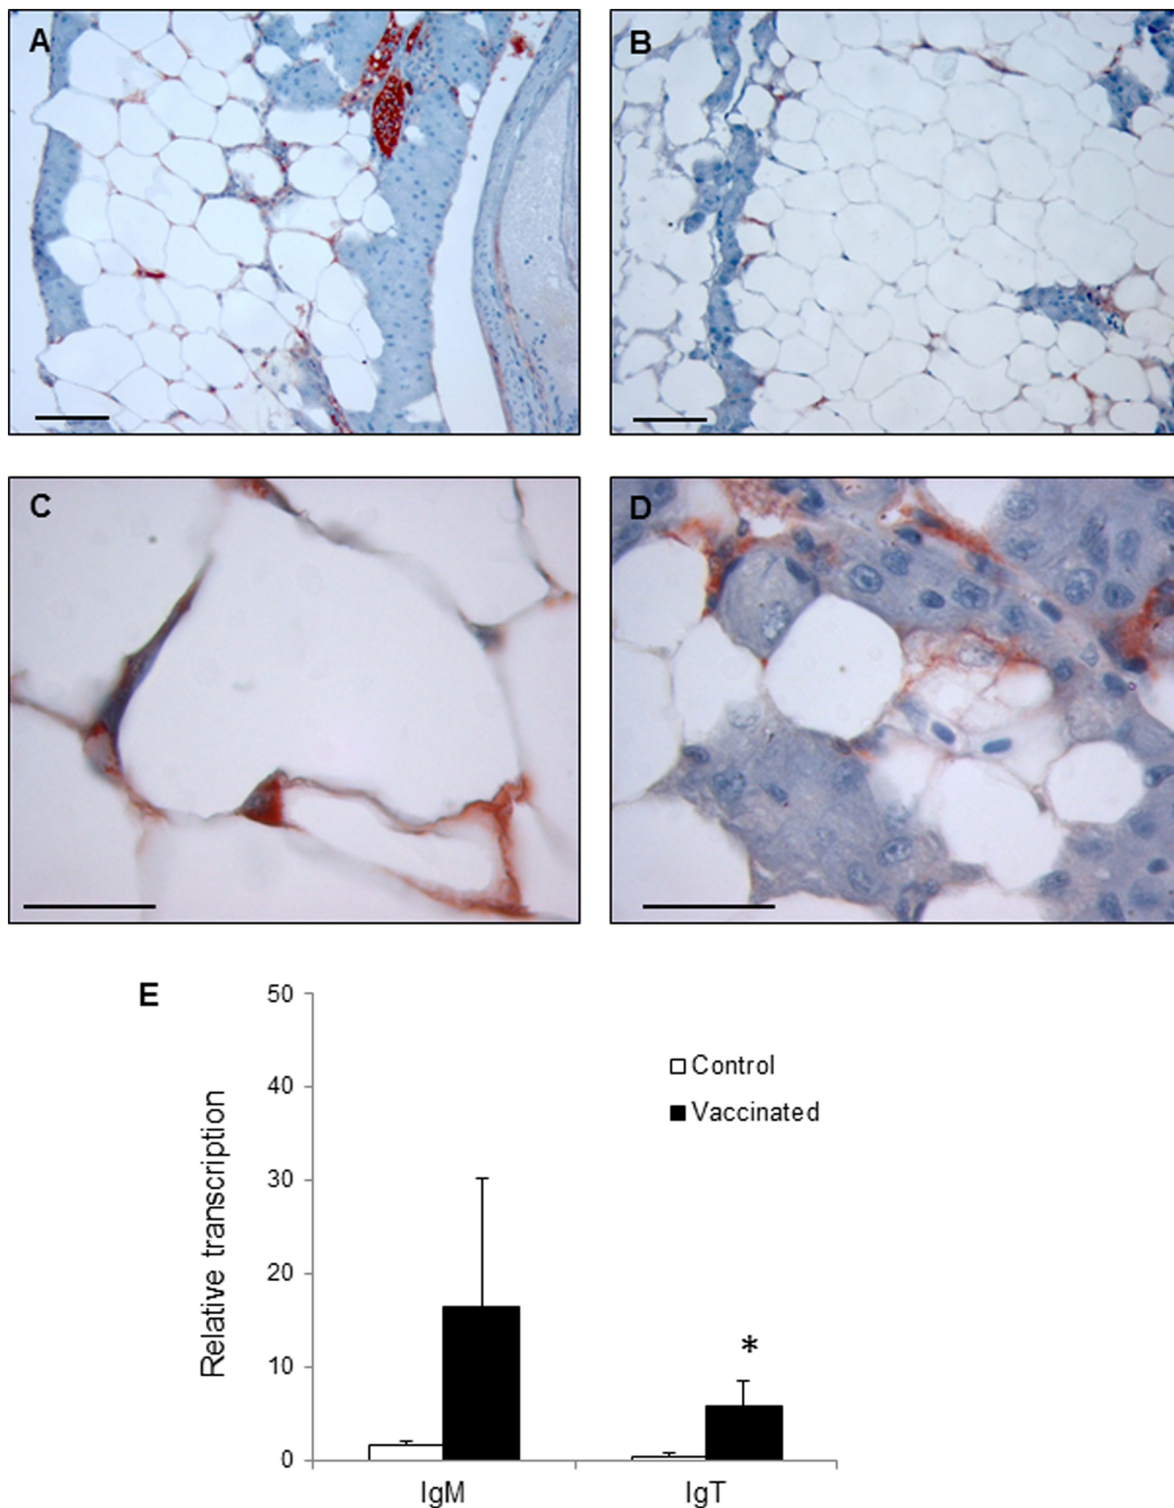 A
B
C
D
E
50
40
30
20
10
0
Relative transcription
Control
Vaccinated
*
IgM
IgT